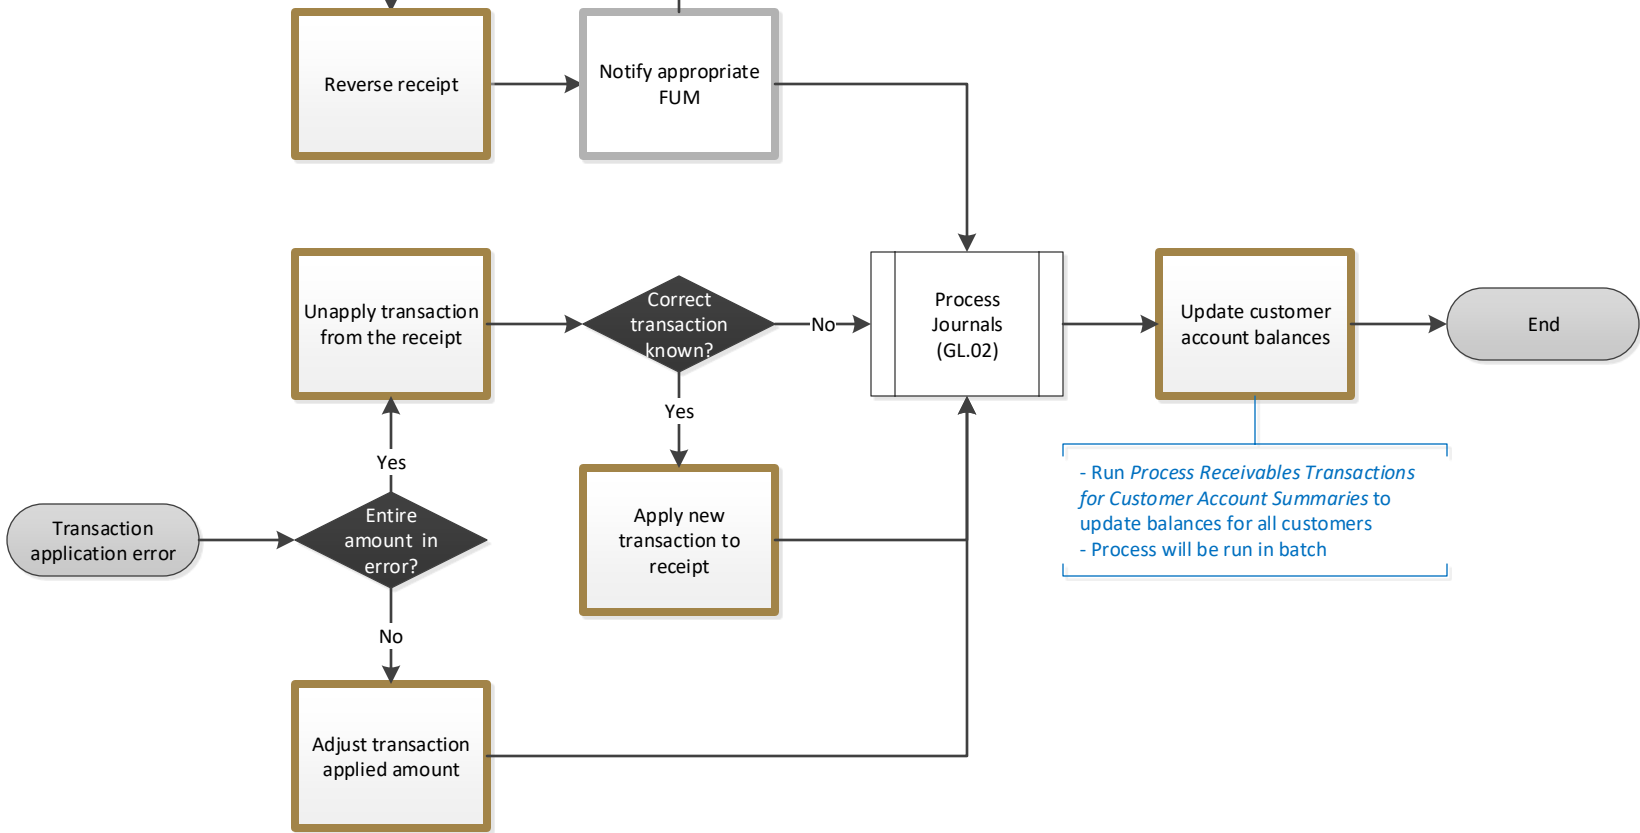 Reverse receipt
Notify appropriate
FUM
Unapply transaction
from the receipt
Correct
transaction
known?
No
Process
Journals
(GL.02)
Update customer
account balances
End
Yes
Yes
- Run Process Receivables Transactions
for Customer Account Summaries to
update balances for all customers
- Process will be run in batch
Transaction
application error
Entire
amount in
error?
Apply new
transaction to
receipt
No
Adjust transaction
applied amount